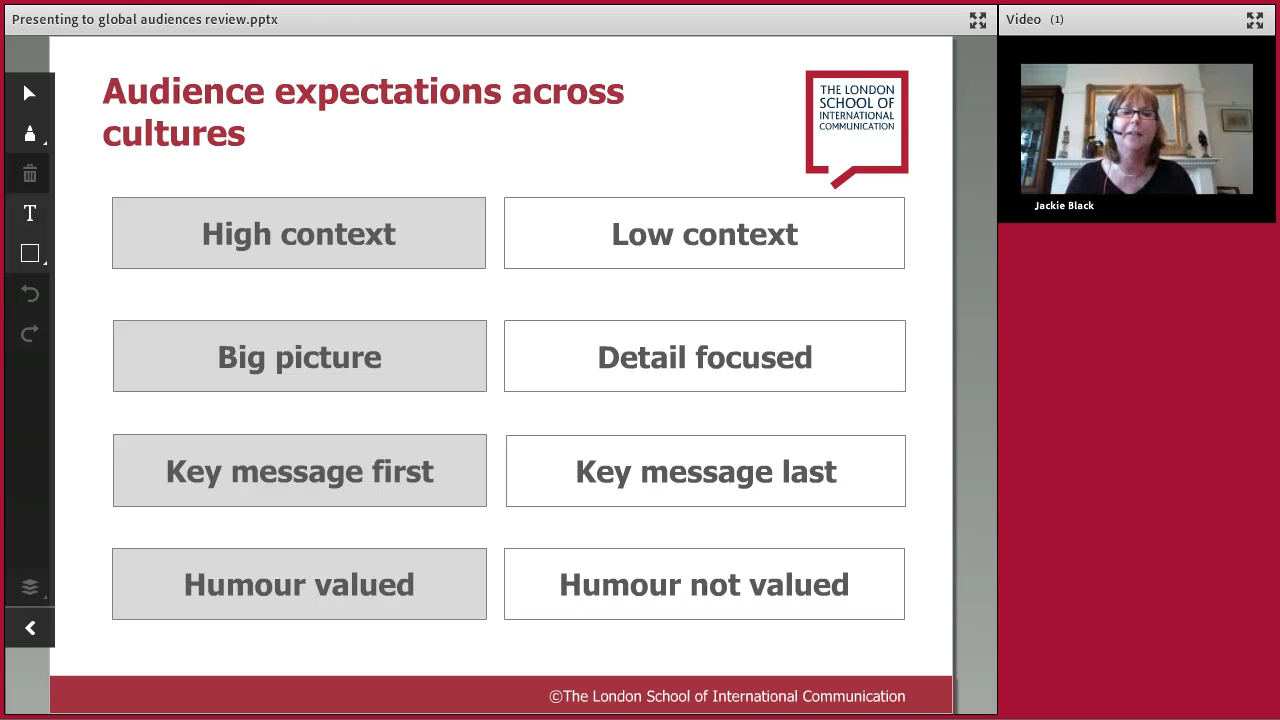 Presenting to global audiences review.pptx
Video (1)
Audience expectations across
cultures
THE LONDON
SCHOOL OF
INTERNATIONAL
COMMUNICATION
Jackie Black
High context
Low context
Big picture
Detail focused
Key message first
Key message last
Humour valued
Humour not valued
©The London School of International Communication
T